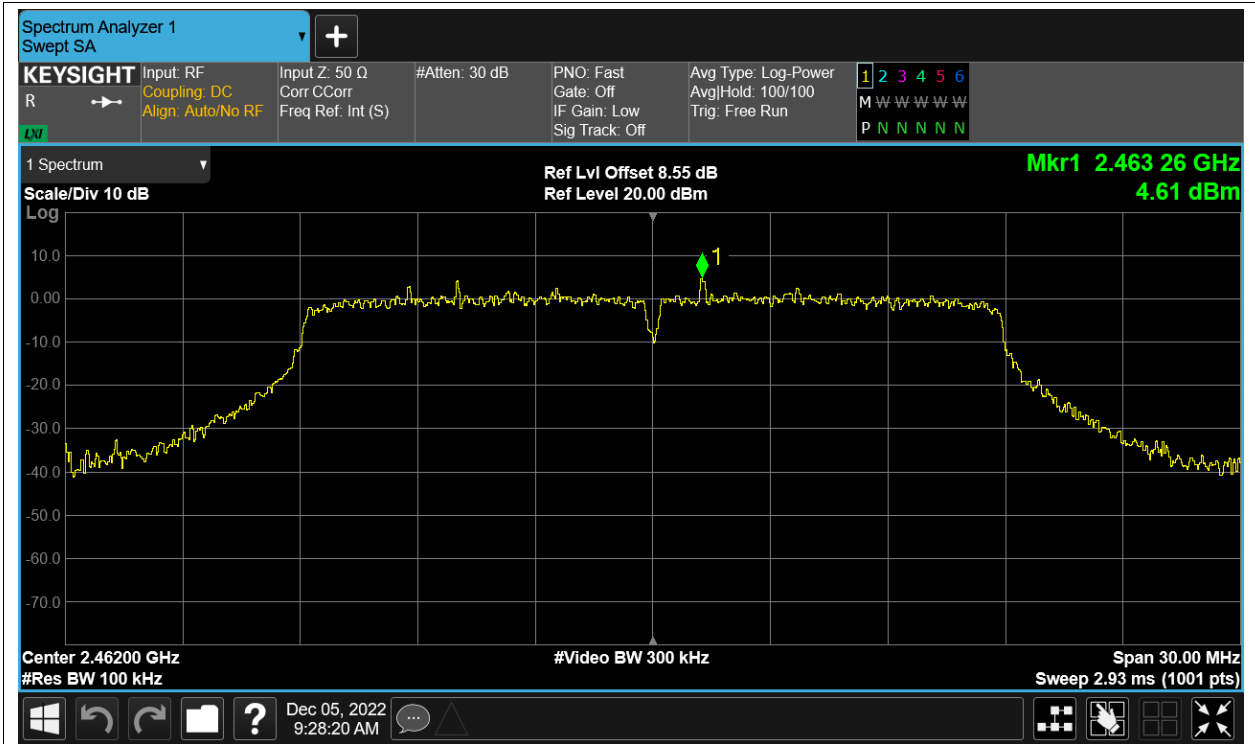 Spectrum Analyzer 1
Swept SA
+
KEYSIGHT
R
LXI
Input: RF
Coupling: DC
Align: Auto/No RF
Input Z: 50 Ω
Corr CCorr
Freq Ref: Int (S)
#Atten: 30 dB
PNO: Fast
Gate: Off
IF Gain: Low
Sig Track: Off
Avg Type: Log-Power
Avg|Hold: 100/100
Trig: Free Run
1 2 3 4 5 6
M W W W W W
P N N N N N
1 Spectrum
Scale/Div 10 dB
Ref Lvl Offset 8.55 dB
Ref Level 20.00 dBm
Mkr1 2.463 26 GHz
4.61 dBm
Log
10.0
0.00
-10.0
-20.0
-30.0
-40.0
-50.0
-60.0
-70.0
1
Center 2.46200 GHz
#Res BW 100 kHz
#Video BW 300 kHz
Span 30.00 MHz
Sweep 2.93 ms (1001 pts)
?
Dec 05, 2022
9:28:20 AM